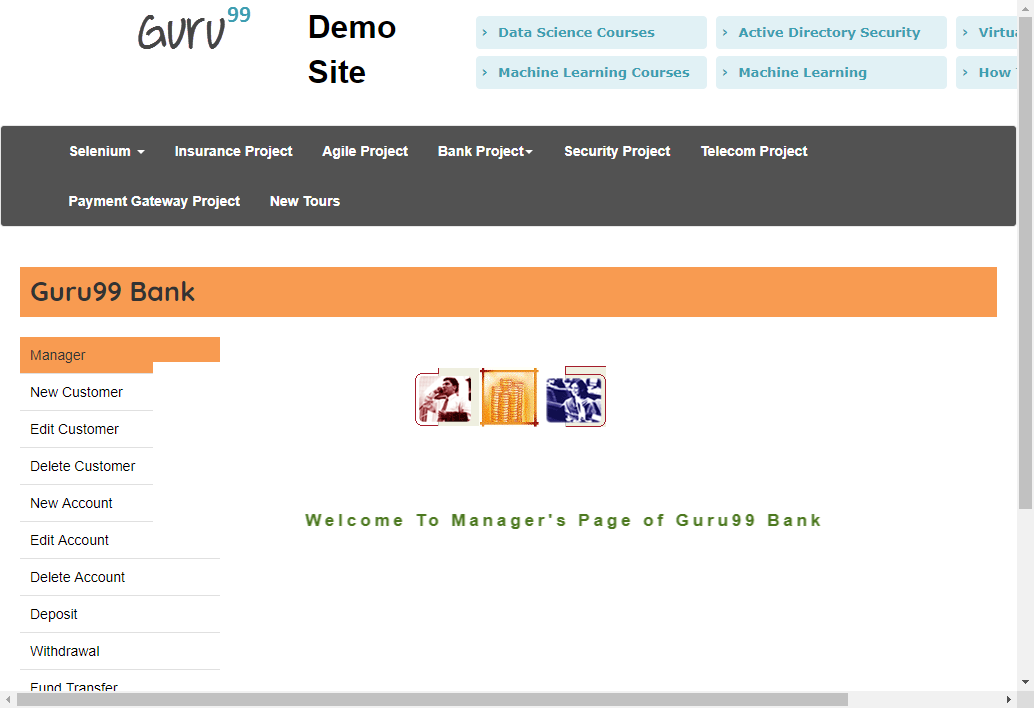 Guru99
Demo
Site
› Data Science Courses
› Active Directory Security
›
› Machine Learning Courses
› Machine Learning
› How
Selenium
Insurance Project
Agile Project
Bank Project
Security Project
Telecom Project
Payment Gateway Project
New Tours
Guru99 Bank
Manager
New Customer
Edit Customer
Delete Customer
New Account
Edit Account
Delete Account
Deposit
Withdrawal
Fund Transfer
Welcome To Manager's Page of Guru99 Bank